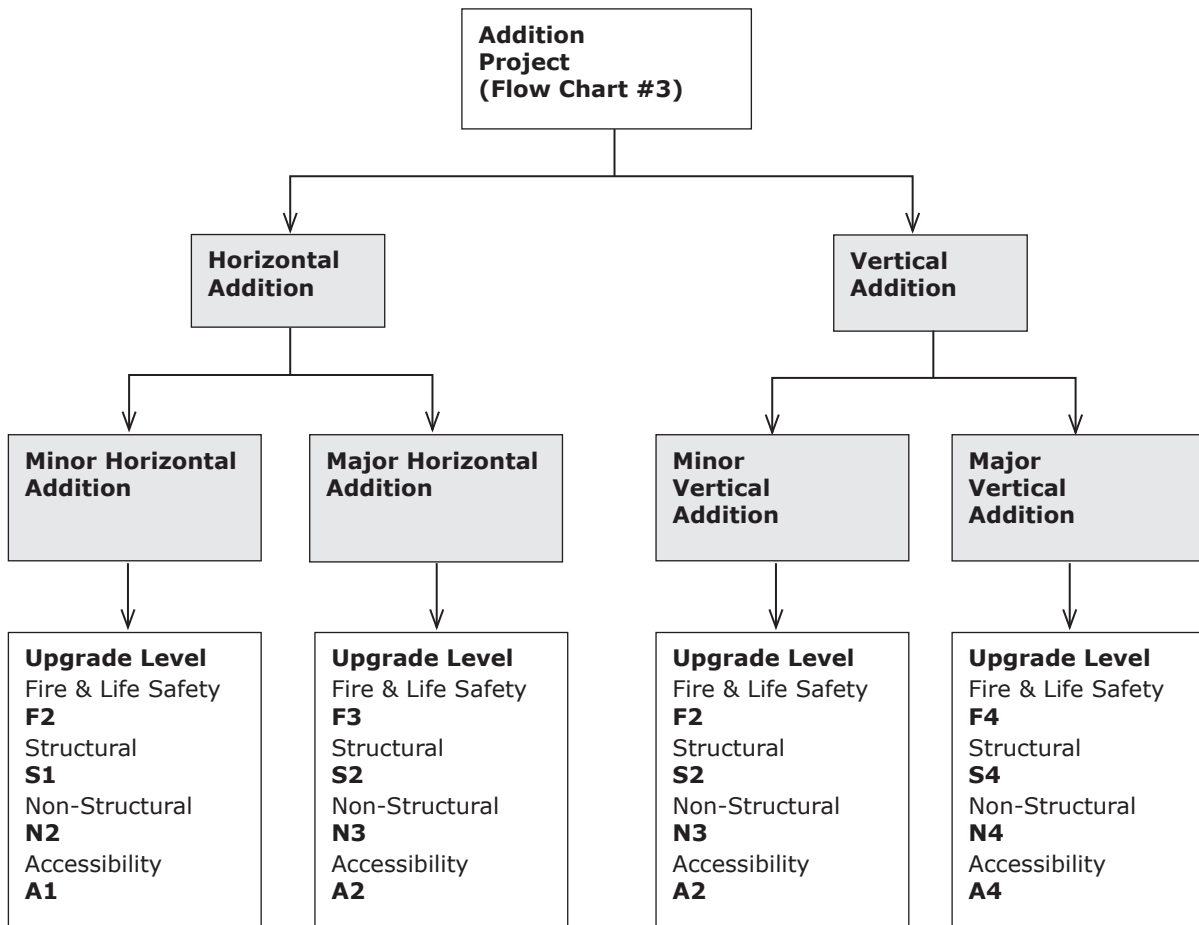 Addition
Project
(Flow Chart #3)
Horizontal
Addition
Vertical
Addition
Minor Horizontal
Addition
Major Horizontal
Addition
Minor
Vertical
Addition
Major
Vertical
Addition
Upgrade Level
Fire & Life Safety
F2
Structural
S1
Non-Structural
N2
Accessibility
A1
Upgrade Level
Fire & Life Safety
F3
Structural
S2
Non-Structural
N3
Accessibility
A2
Upgrade Level
Fire & Life Safety
F2
Structural
S2
Non-Structural
N3
Accessibility
A2
Upgrade Level
Fire & Life Safety
F4
Structural
S4
Non-Structural
N4
Accessibility
A4